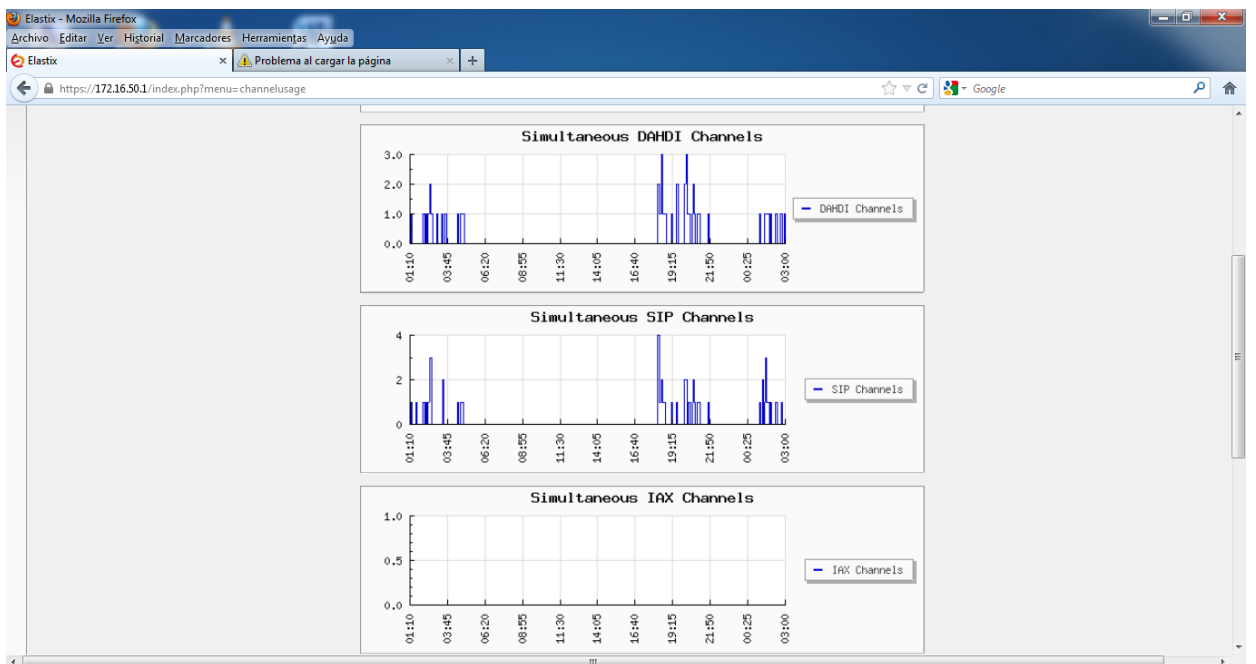 Elastix - Mozilla Firefox
Archivo Editar Ver Historial Marcadores Herramientas Ayuda
Elastix × Problema al cargar la página × +
https://172.16.50.1/index.php?menu=channelusage Google
Simultaneous DAHDI Channels
3.0
2.0
1.0
0.0
DAHDI Channels
01:10 03:45 06:20 08:55 11:30 14:05 16:40 19:15 21:50 00:25 03:00
Simultaneous SIP Channels
4
2
0
SIP Channels
01:10 03:45 06:20 08:55 11:30 14:05 16:40 19:15 21:50 00:25 03:00
Simultaneous IAX Channels
1.0
0.5
0.0
IAX Channels
01:10 03:45 06:20 08:55 11:30 14:05 16:40 19:15 21:50 00:25 03:00